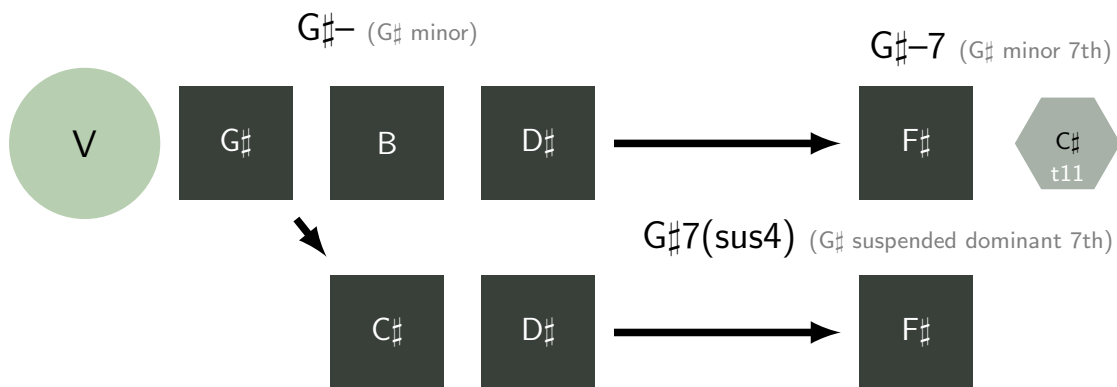 G♯– (G♯ minor)
G♯–7 (G♯ minor 7th)
V G♯ B D♯ F♯ C♯
t11
G♯7(sus4) (G♯ suspended dominant 7th)
C♯ D♯ F♯